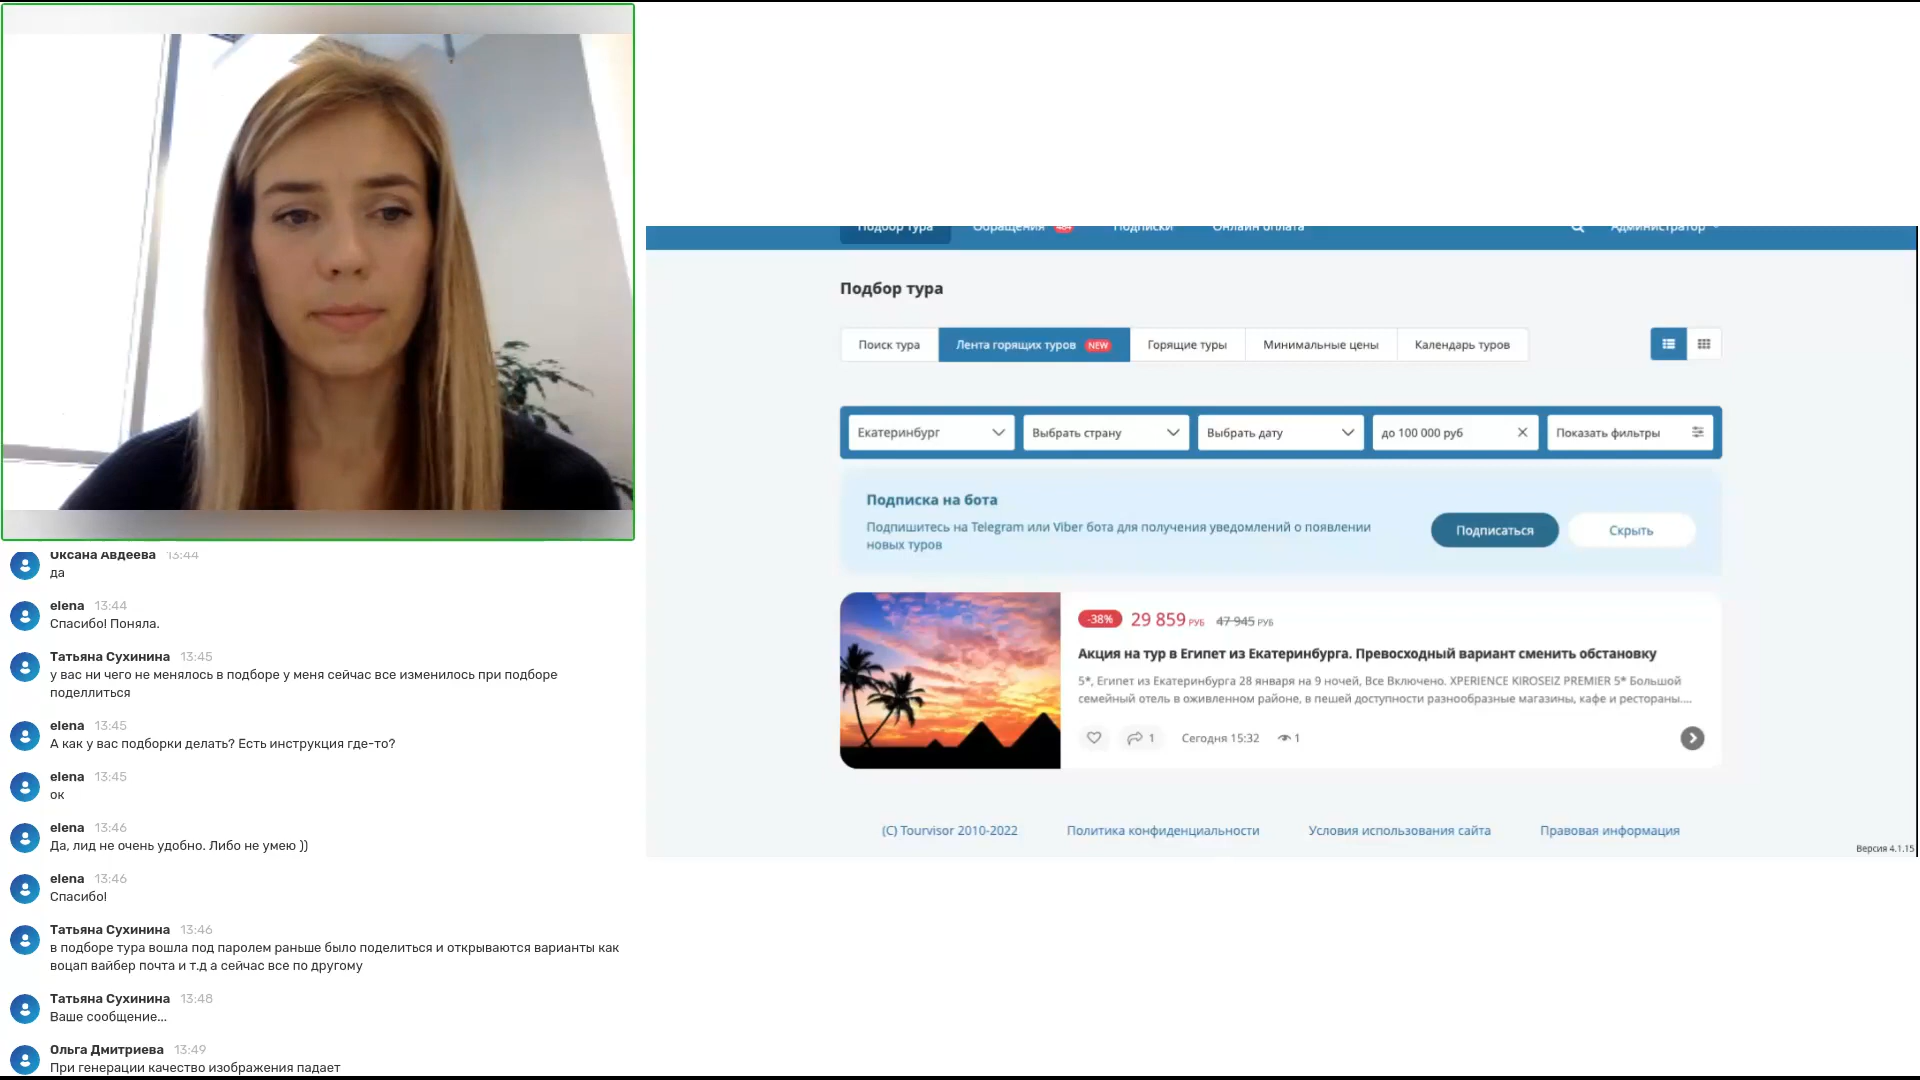 Оксана Авдеева 13:44
да
elena 13:44
Спасибо! Поняла.
Татьяна Сухинина 13:45
у вас ни чего не менялось в подборе у меня сейчас все изменилось при подборе
поделлиться
elena 13:45
А как у вас подборки делать? Есть инструкция где-то?
elena 13:45
ок
elena 13:46
Да, лид не очень удобно. Либо не умею ))
elena 13:46
Спасибо!
Татьяна Сухинина 13:46
в подборе тура вошла под паролем раньше было поделиться и открываются варианты как
воцап вайбер почта и т.д а сейчас все по другому
Татьяна Сухинина 13:48
Ваше сообщение...
Ольга Дмитриева 13:49
При генерации качество изображения падает
Подбор тура Обращения 484 Подписки Онлайн оплата Администратор
Подбор тура
Поиск тура Лента горящих туров NEW Горящие туры Минимальные цены Календарь туров
Екатеринбург Выбрать страну Выбрать дату до 100 000 руб Показать фильтры
Подписка на бота
Подпишитесь на Telegram или Viber бота для получения уведомлений о появлении
новых туров
Подписаться Скрыть
-38% 29 859 РУБ 47 945 РУБ
Акция на тур в Египет из Екатеринбурга. Превосходный вариант сменить обстановку
5*, Египет из Екатеринбурга 28 января на 9 ночей, Все Включено. XPERIENCE KIROSEIZ PREMIER 5* Большой
семейный отель в оживленном районе, в пешей доступности разнообразные магазины, кафе и рестораны....
1 Сегодня 15:32 1
(C) Tourvisor 2010-2022 Политика конфиденциальности Условия использования сайта Правовая информация
Версия 4.1.15